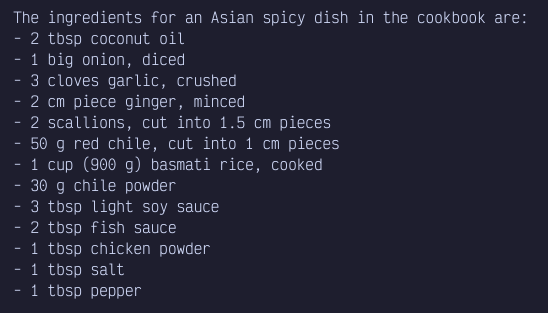 The ingredients for an Asian spicy dish in the cookbook are:
- 2 tbsp coconut oil
- 1 big onion, diced
- 3 cloves garlic, crushed
- 2 cm piece ginger, minced
- 2 scallions, cut into 1.5 cm pieces
- 50 g red chile, cut into 1 cm pieces
- 1 cup (900 g) basmati rice, cooked
- 30 g chile powder
- 3 tbsp light soy sauce
- 2 tbsp fish sauce
- 1 tbsp chicken powder
- 1 tbsp salt
- 1 tbsp pepper